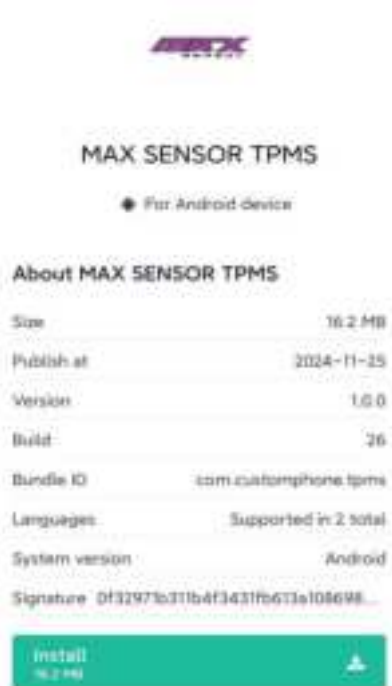 MAX SENSOR TPMS
For Android device
About MAX SENSOR TPMS
Size 16.2 MB
Publish at 2024-11-25
Version 1.0.0
Build 26
Bundle ID com.customphone.tpms
Languages Supported in 2 total
System version Android
Signature
Install
16.2 MB